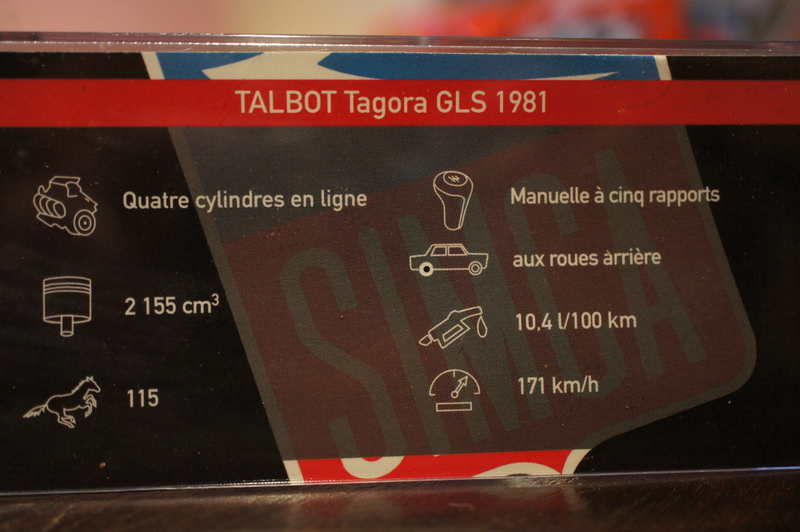 TALBOT Tagora GLS 1981
Quatre cylindres en ligne
Manuelle à cinq rapports
2 155 cm³
aux roues àrrière
10,4 l/100 km
115
171 km/h
SIMCA